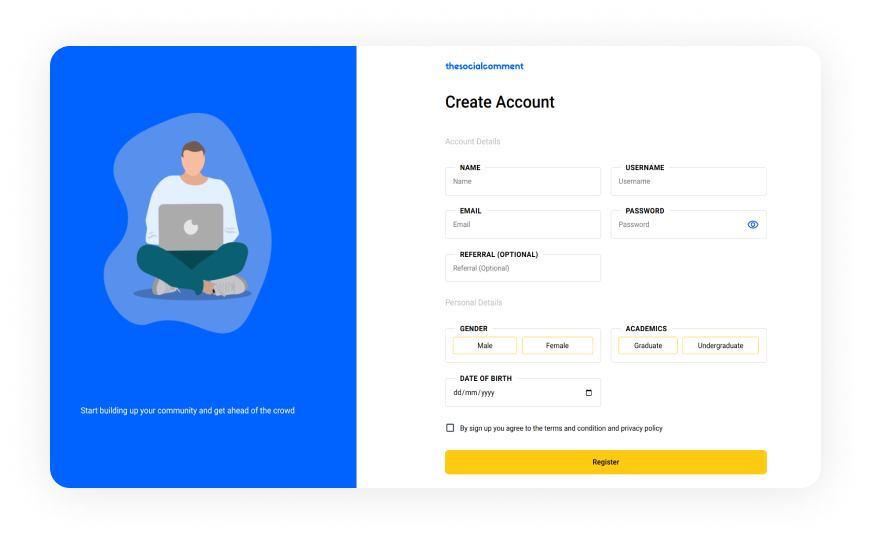 thesocialcomment
Create Account
Account Details
NAME
Name
USERNAME
Username
EMAIL
Email
PASSWORD
Password
REFERRAL (OPTIONAL)
Referral (Optional)
Personal Details
GENDER
Male
Female
ACADEMICS
Graduate
Undergraduate
DATE OF BIRTH
dd/mm/yyyy
Start building up your community and get ahead of the crowd
By sign up you agree to the terms and condition and privacy policy
Register